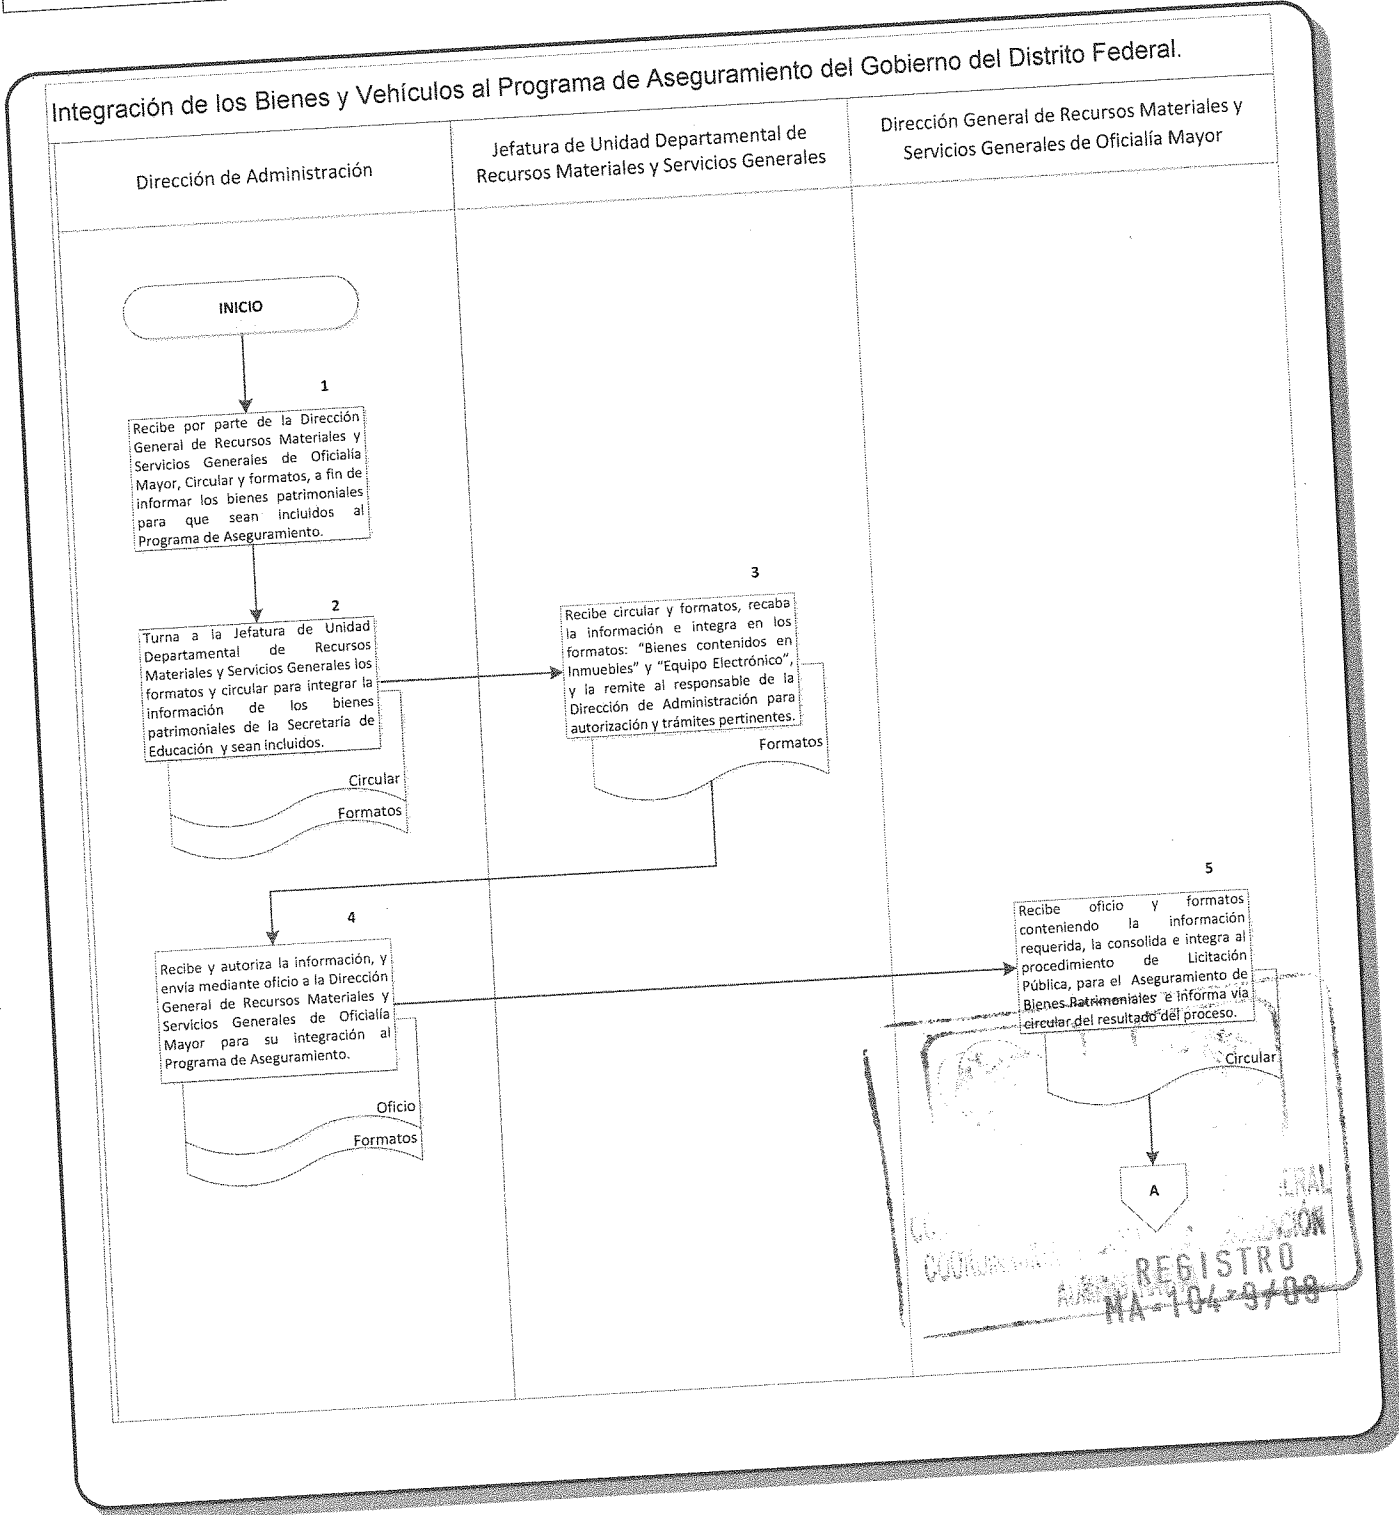 Integración de los Bienes y Vehículos al Programa de Aseguramiento del Gobierno del Distrito Federal.
Dirección de Administración
Jefatura de Unidad Departamental de
Recursos Materiales y Servicios Generales
Dirección General de Recursos Materiales y
Servicios Generales de Oficialía Mayor
INICIO
1
Recibe por parte de la Dirección
General de Recursos Materiales y
Servicios Generales de Oficialía
Mayor, Circular y formatos, a fin de
informar los bienes patrimoniales
para que sean incluidos al
Programa de Aseguramiento.
2
Turna a la Jefatura de Unidad
Departamental de Recursos
Materiales y Servicios Generales los
formatos y circular para integrar la
información de los bienes
patrimoniales de la Secretaría de
Educación y sean incluidos.
Circular
Formatos
3
Recibe circular y formatos, recaba
la información e integra en los
formatos: “Bienes contenidos en
Inmuebles” y “Equipo Electrónico”,
y la remite al responsable de la
Dirección de Administración para
autorización y trámites pertinentes.
Formatos
4
Recibe y autoriza la información, y
envía mediante oficio a la Dirección
General de Recursos Materiales y
Servicios Generales de Oficialía
Mayor para su integración al
Programa de Aseguramiento.
Oficio
Formatos
5
Recibe oficio y formatos
conteniendo la información
requerida, la consolida e integra al
procedimiento de Licitación
Pública, para el Aseguramiento de
Bienes Patrimoniales e informa vía
circular del resultado del proceso.
Circular
A
REGISTRO
MA-104-9/09